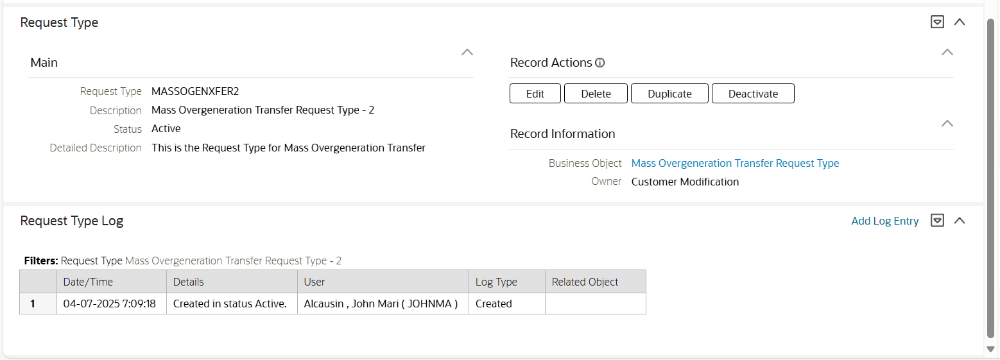 Request Type
Main
Request Type MASSOGENXFER2
Description Mass Overgeneration Transfer Request Type - 2
Status Active
Detailed Description This is the Request Type for Mass Overgeneration Transfer
Record Actions
Edit Delete Duplicate Deactivate
Record Information
Business Object Mass Overgeneration Transfer Request Type
Owner Customer Modification
Request Type Log
Add Log Entry
Filters: Request Type Mass Overgeneration Transfer Request Type - 2
Date/Time Details User Log Type Related Object
1 04-07-2025 7:09:18 Created in status Active. Alcausin , John Mari ( JOHNMA ) Created